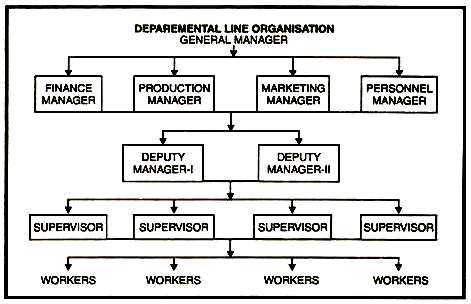 DEPAREMENTAL LINE ORGANISATION
GENERAL MANAGER
FINANCE
MANAGER
PRODUCTION
MANAGER
MARKETING
MANAGER
PERSONNEL
MANAGER
DEPUTY
MANAGER-I
DEPUTY
MANAGER-II
SUPERVISOR
SUPERVISOR
SUPERVISOR
SUPERVISOR
WORKERS
WORKERS
WORKERS
WORKERS